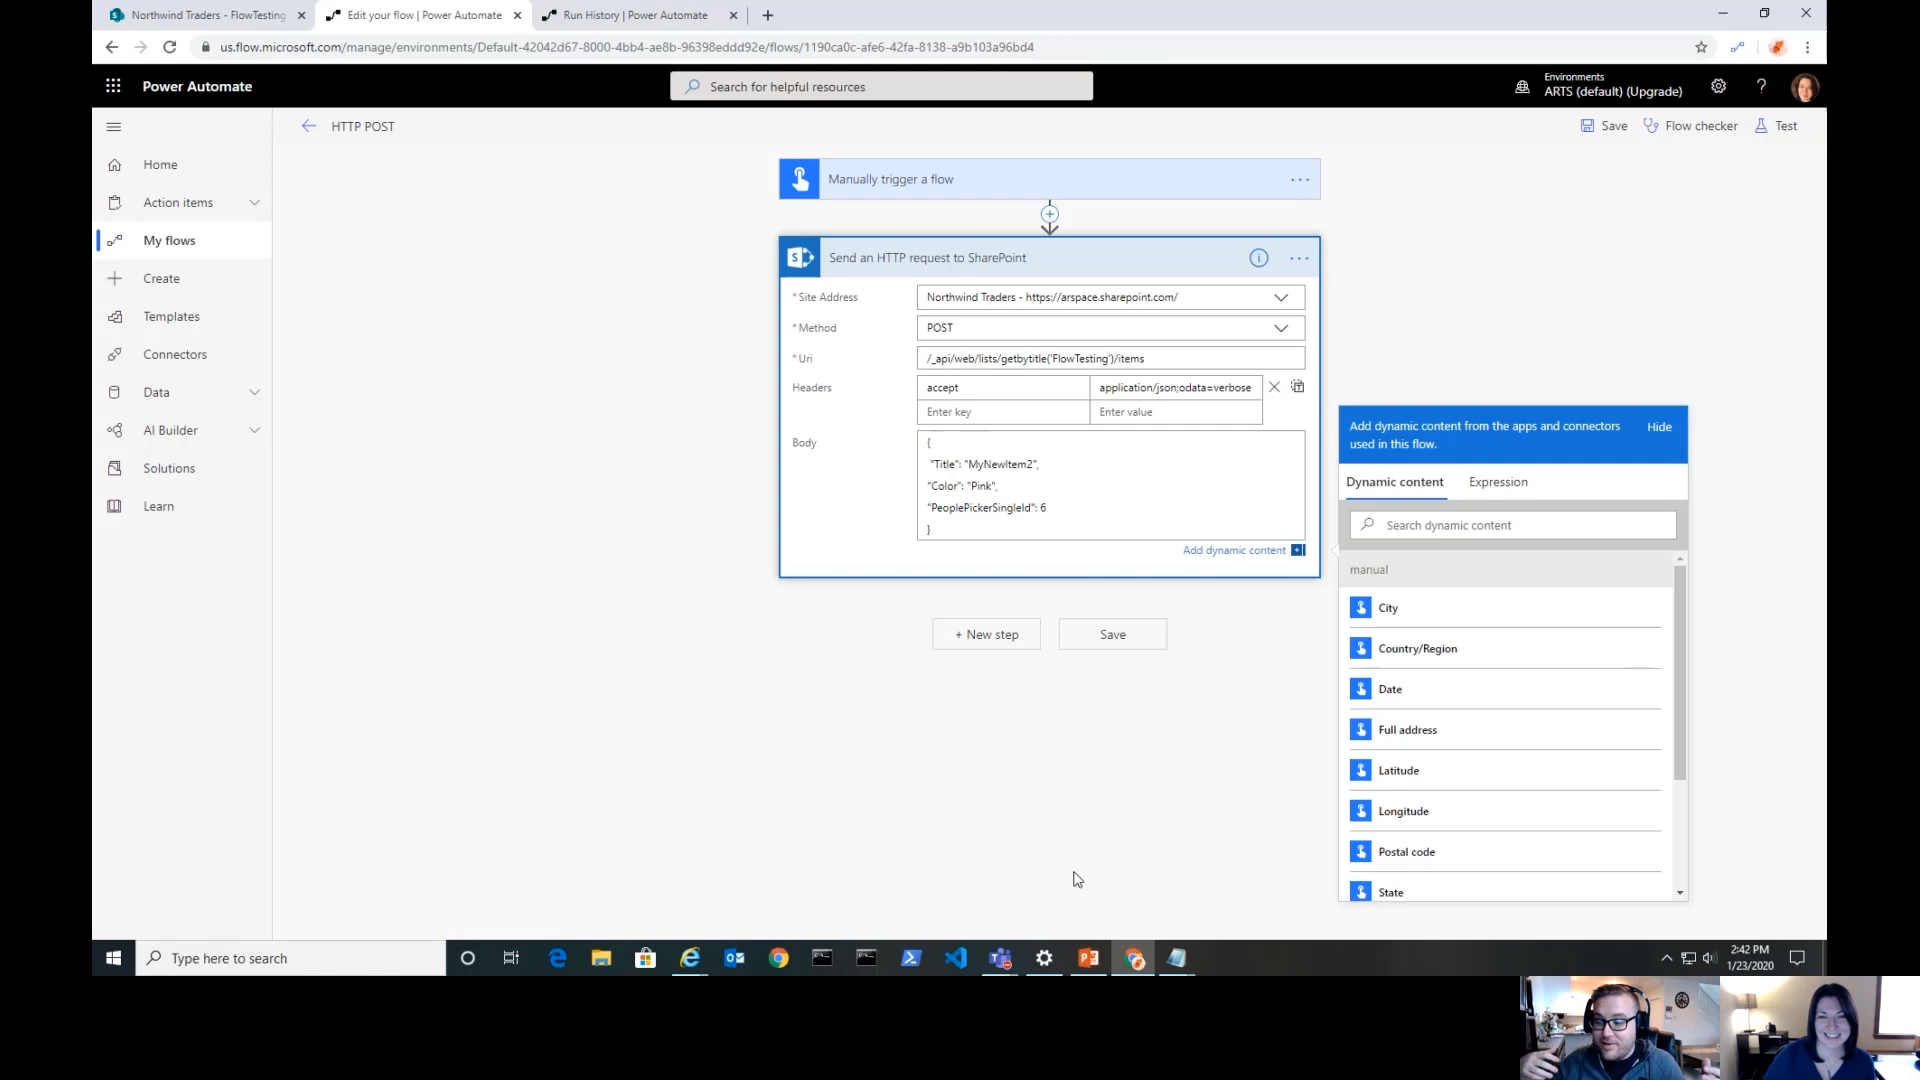 Northwind Traders - FlowTesting
Edit your flow | Power Automate
Run History | Power Automate
us.flow.microsoft.com/manage/environments/Default-42042d67-8000-4bb4-ae8b-96398eddd92e/flows/1190ca0c-afe6-42fa-8138-a9b103a96bd4
Power Automate
Search for helpful resources
Environments
ARTS (default) (Upgrade)
HTTP POST
Save
Flow checker
Test
Home
Action items
My flows
Create
Templates
Connectors
Data
AI Builder
Solutions
Learn
Manually trigger a flow
Send an HTTP request to SharePoint
* Site Address
Northwind Traders - https://arspace.sharepoint.com/
* Method
POST
* Uri
/_api/web/lists/getbytitle('FlowTesting')/items
Headers
accept
application/json;odata=verbose
Enter key
Enter value
Body
{
"Title": "MyNewItem2",
"Color": "Pink",
"PeoplePickerSingleId": 6
}
Add dynamic content
+ New step
Save
Add dynamic content from the apps and connectors
used in this flow.
Hide
Dynamic content
Expression
Search dynamic content
manual
City
Country/Region
Date
Full address
Latitude
Longitude
Postal code
State
Type here to search
2:42 PM
1/23/2020